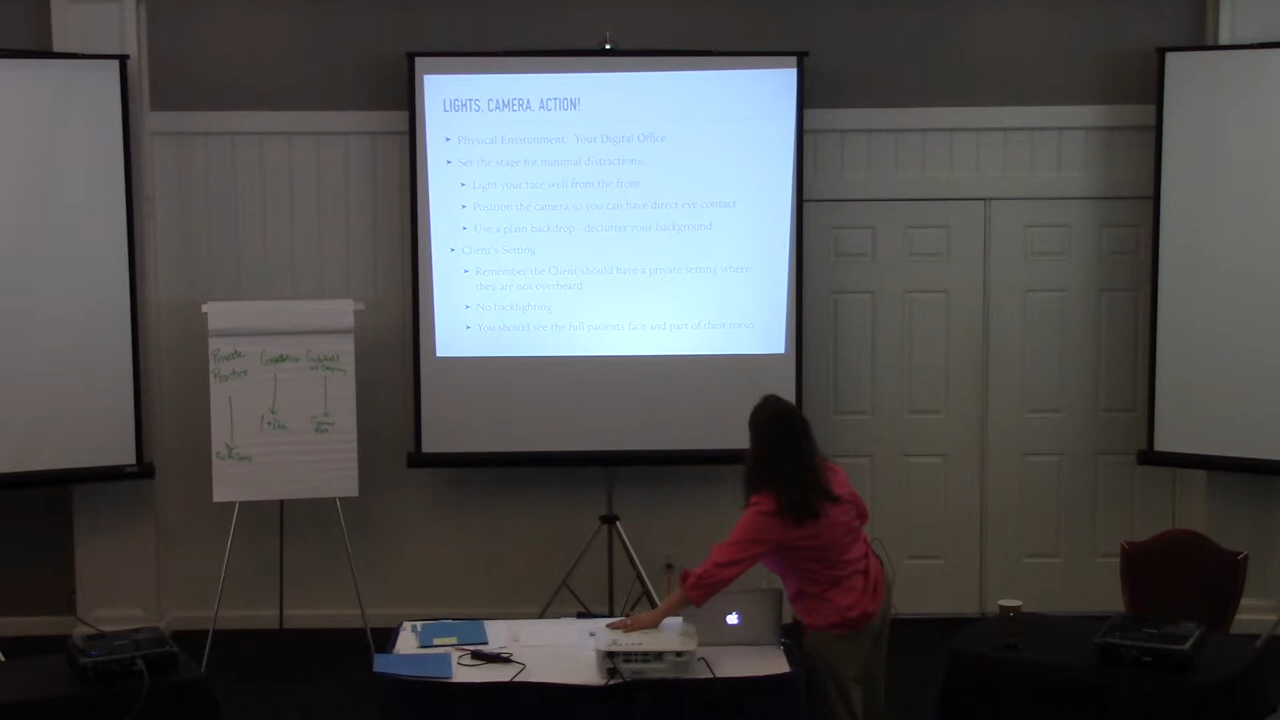 LIGHTS, CAMERA, ACTION!
Physical Environment Your Digital Office
Set the stage for minimal distractions
Light your face well from the front
Position the camera so you can have direct eye contact
Use a plain backdrop - declutter your background
Client's Setting -
Remember the Client should have a private setting where
they are not overheard
No backlighting
You should see the full patients face and part of their torso
Private
Practice